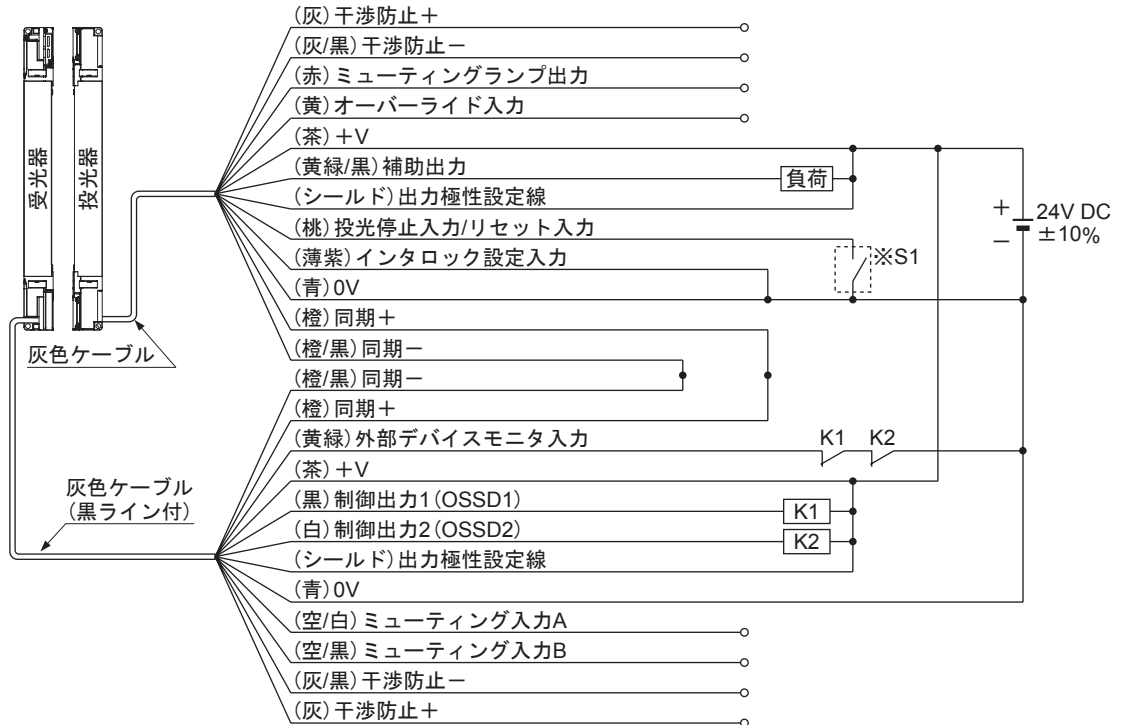 (灰)干渉防止＋
(灰/黒)干渉防止－
(赤)ミューティングランプ出力
(黄)オーバーライド入力
(茶)＋V
(黄緑/黒)補助出力
負荷
(シールド)出力極性設定線
(桃)投光停止入力/リセット入力
(薄紫)インタロック設定入力
(青)0V
(橙)同期＋
(橙/黒)同期－
(橙/黒)同期－
(橙)同期＋
(黄緑)外部デバイスモニタ入力
K1 K2
(茶)＋V
(黒)制御出力1(OSSD1)
K1
(白)制御出力2(OSSD2)
K2
(シールド)出力極性設定線
(青)0V
(空/白)ミューティング入力A
(空/黒)ミューティング入力B
(灰/黒)干渉防止－
(灰)干渉防止＋
受光器
投光器
灰色ケーブル
灰色ケーブル
(黒ライン付)
※S1
＋
－
24V DC
±10%